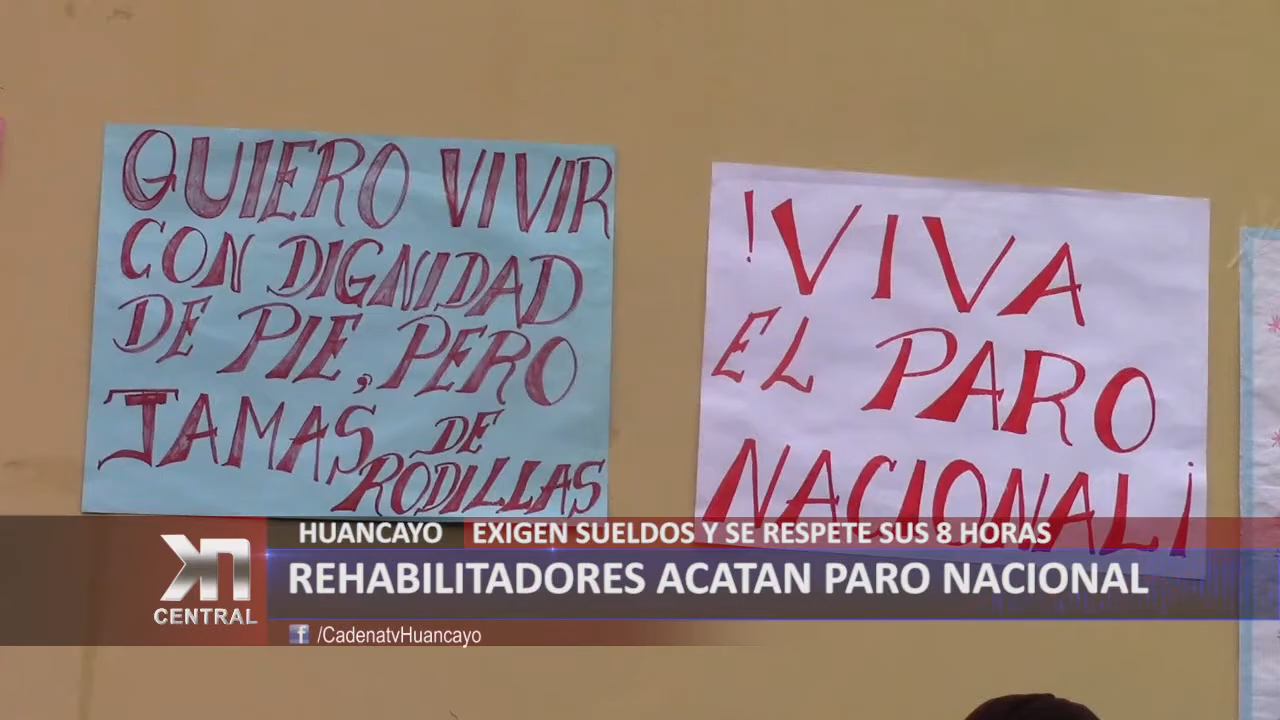 QUIERO VIVIR
CON DIGNIDAD
DE PIE, PERO
JAMAS DE
RODILLAS
!VIVA
EL PARO
NACIONAL¡
HUANCAYO EXIGEN SUELDOS Y SE RESPETE SUS 8 HORAS
REHABILITADORES ACATAN PARO NACIONAL
KN
CENTRAL
f /CadenatvHuancayo